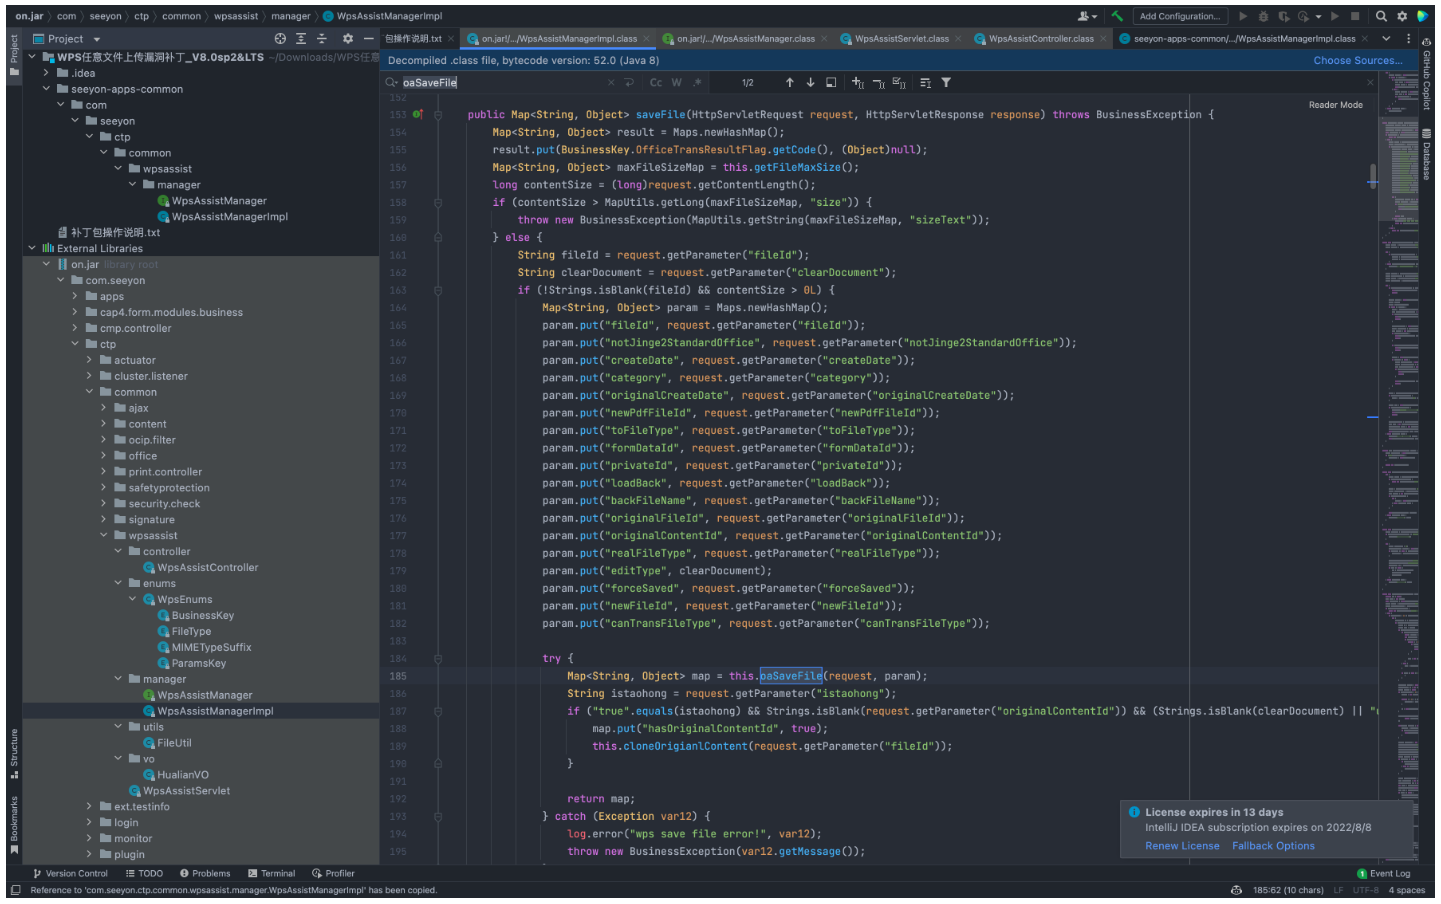 on.jar 〉 com 〉 seeyon 〉 ctp 〉 common 〉 wpsassist 〉 manager 〉 WpsAssistManagerImpl
Add Configuration...
Project
包操作说明.txt
on.jar!/.../WpsAssistManagerImpl.class
on.jar!/.../WpsAssistManager.class
WpsAssistServlet.class
WpsAssistController.class
seeyon-apps-common/.../WpsAssistManagerImpl.class
Decompiled .class file, bytecode version: 52.0 (Java 8)
Choose Sources...
oaSaveFile
Cc W .*
1/2
Reader Mode
Project
Structure
Bookmarks
GitHub Copilot
Database
WPS任意文件上传漏洞补丁_V8.0sp2&LTS ~/Downloads/WPS任意
.idea
seeyon-apps-common
com
seeyon
ctp
common
wpsassist
manager
WpsAssistManager
WpsAssistManagerImpl
补丁包操作说明.txt
External Libraries
on.jar library root
com.seeyon
apps
cap4.form.modules.business
cmp.controller
ctp
actuator
cluster.listener
common
ajax
content
ocip.filter
office
print.controller
safetyprotection
security.check
signature
wpsassist
controller
WpsAssistController
enums
WpsEnums
BusinessKey
FileType
MIMETypeSuffix
ParamsKey
manager
WpsAssistManager
WpsAssistManagerImpl
utils
FileUtil
vo
HualianVO
WpsAssistServlet
ext.testinfo
login
monitor
plugin
152
153 public Map<String, Object> saveFile(HttpServletRequest request, HttpServletResponse response) throws BusinessException {
154 Map<String, Object> result = Maps.newHashMap();
155 result.put(BusinessKey.OfficeTransResultFlag.getCode(), (Object)null);
156 Map<String, Object> maxFileSizeMap = this.getFileMaxSize();
157 long contentSize = (long)request.getContentLength();
158 if (contentSize > MapUtils.getLong(maxFileSizeMap, "size")) {
159 throw new BusinessException(MapUtils.getString(maxFileSizeMap, "sizeText"));
160 } else {
161 String fileId = request.getParameter("fileId");
162 String clearDocument = request.getParameter("clearDocument");
163 if (!Strings.isBlank(fileId) && contentSize > 0L) {
164 Map<String, Object> param = Maps.newHashMap();
165 param.put("fileId", request.getParameter("fileId"));
166 param.put("notJinge2StandardOffice", request.getParameter("notJinge2StandardOffice"));
167 param.put("createDate", request.getParameter("createDate"));
168 param.put("category", request.getParameter("category"));
169 param.put("originalCreateDate", request.getParameter("originalCreateDate"));
170 param.put("newPdfFileId", request.getParameter("newPdfFileId"));
171 param.put("toFileType", request.getParameter("toFileType"));
172 param.put("formDataId", request.getParameter("formDataId"));
173 param.put("privateId", request.getParameter("privateId"));
174 param.put("loadBack", request.getParameter("loadBack"));
175 param.put("backFileName", request.getParameter("backFileName"));
176 param.put("originalFileId", request.getParameter("originalFileId"));
177 param.put("originalContentId", request.getParameter("originalContentId"));
178 param.put("realFileType", request.getParameter("realFileType"));
179 param.put("editType", clearDocument);
180 param.put("forceSaved", request.getParameter("forceSaved"));
181 param.put("newFileId", request.getParameter("newFileId"));
182 param.put("canTransFileType", request.getParameter("canTransFileType"));
183
184 try {
185 Map<String, Object> map = this.oaSaveFile(request, param);
186 String istaohong = request.getParameter("istaohong");
187 if ("true".equals(istaohong) && Strings.isBlank(request.getParameter("originalContentId")) && (Strings.isBlank(clearDocument) || "
188 map.put("hasOriginalContentId", true);
189 this.cloneOrigianlContent(request.getParameter("fileId"));
190 }
191
192 return map;
193 } catch (Exception var12) {
194 log.error("wps save file error!", var12);
195 throw new BusinessException(var12.getMessage());
License expires in 13 days
IntelliJ IDEA subscription expires on 2022/8/8
Renew License Fallback Options
Version Control
TODO
Problems
Terminal
Profiler
1 Event Log
Reference to 'com.seeyon.ctp.common.wpsassist.manager.WpsAssistManagerImpl' has been copied.
185:62 (10 chars) LF UTF-8 4 spaces